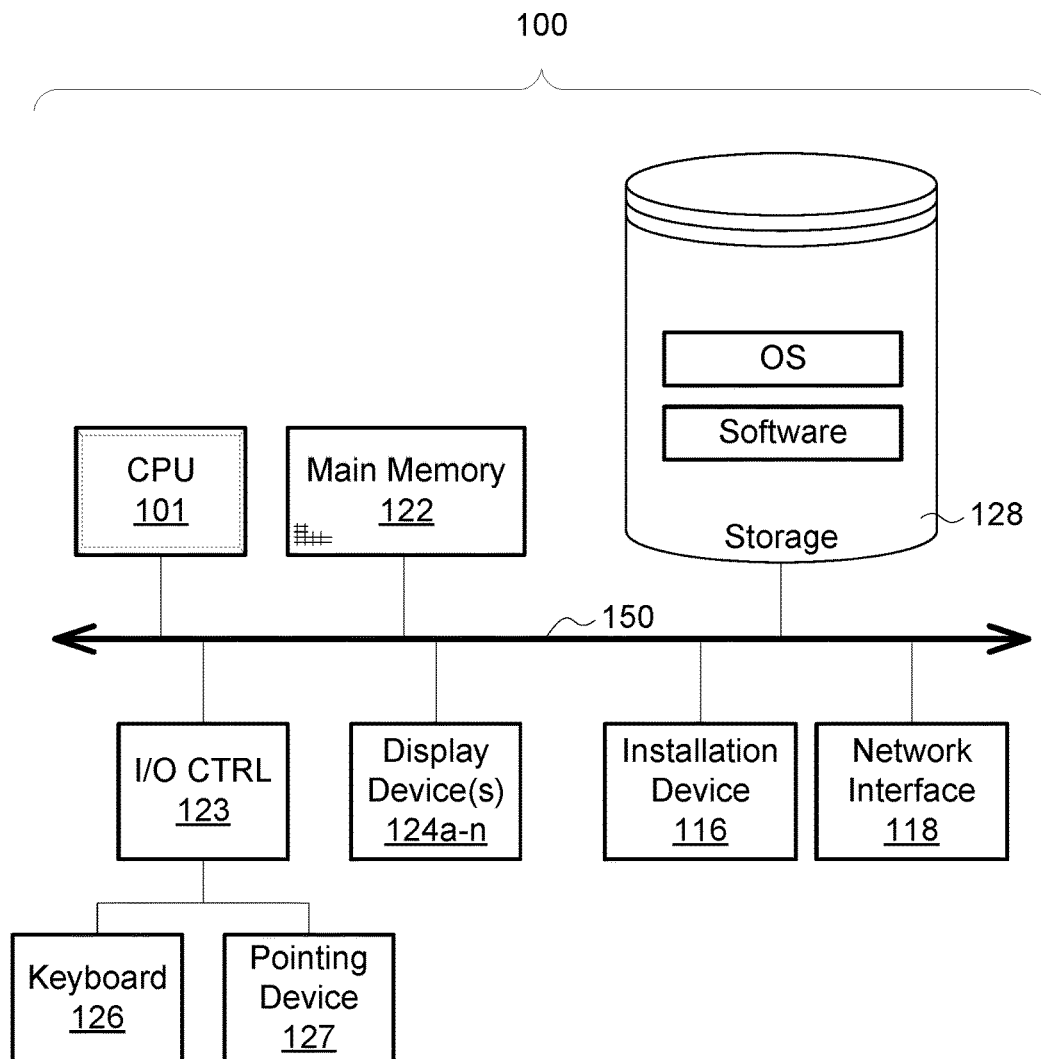 100
OS
Software
Storage
128
CPU
101
Main Memory
122
150
I/O CTRL
123
Display
Device(s)
124a-n
Installation
Device
116
Network
Interface
118
Keyboard
126
Pointing
Device
127